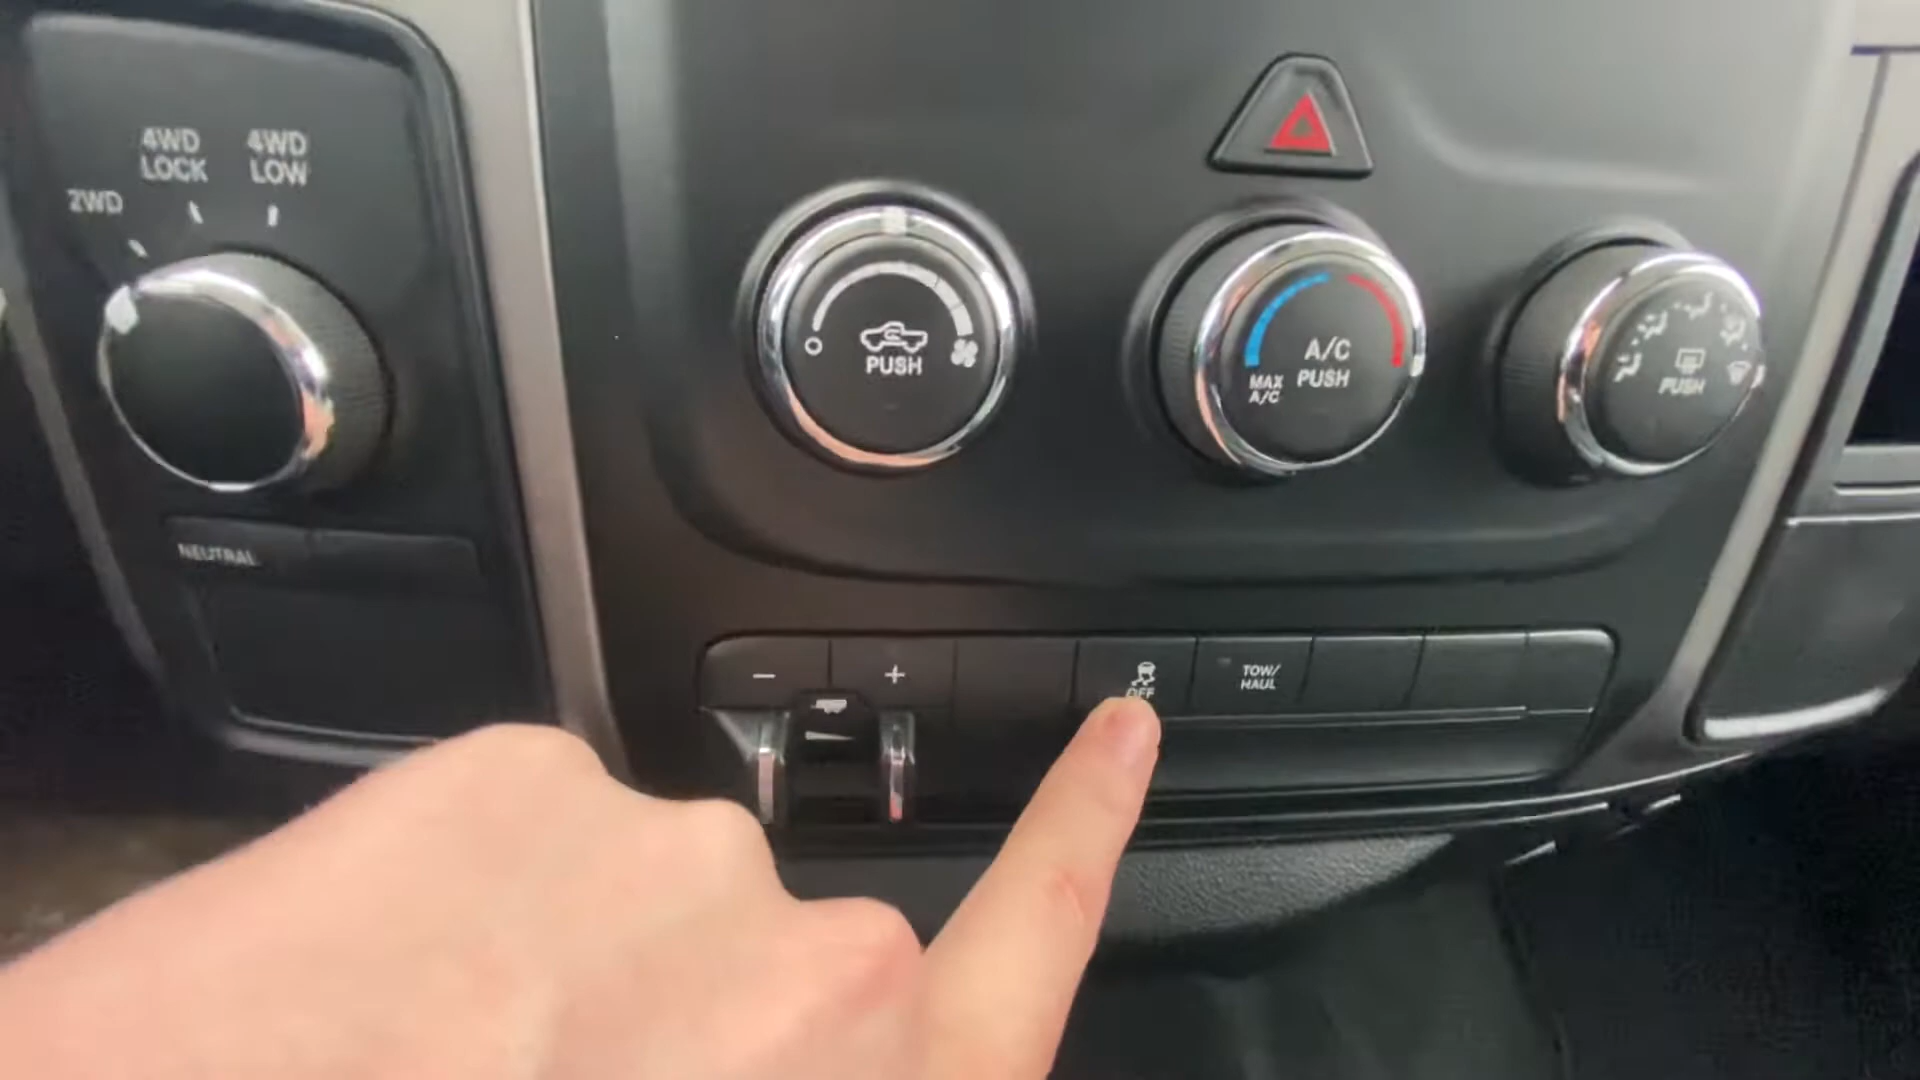 4WD
LOCK
4WD
LOW
2WD
PUSH
A/C
PUSH
MAX
A/C
PUSH
NEUTRAL
− +
OFF
TOW/
HAUL